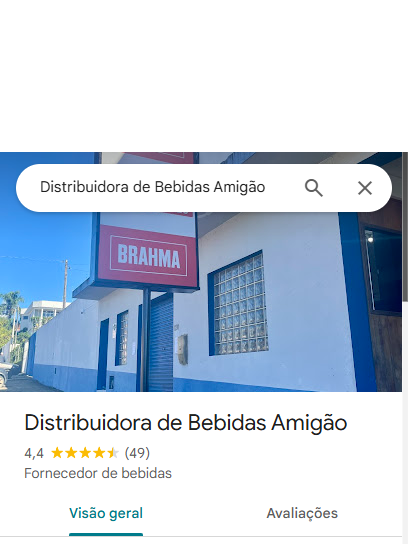 Distribuidora de Bebidas Amigão
BRAHMA
Distribuidora de Bebidas Amigão
4,4 (49)
Fornecedor de bebidas
Visão geral
Avaliações